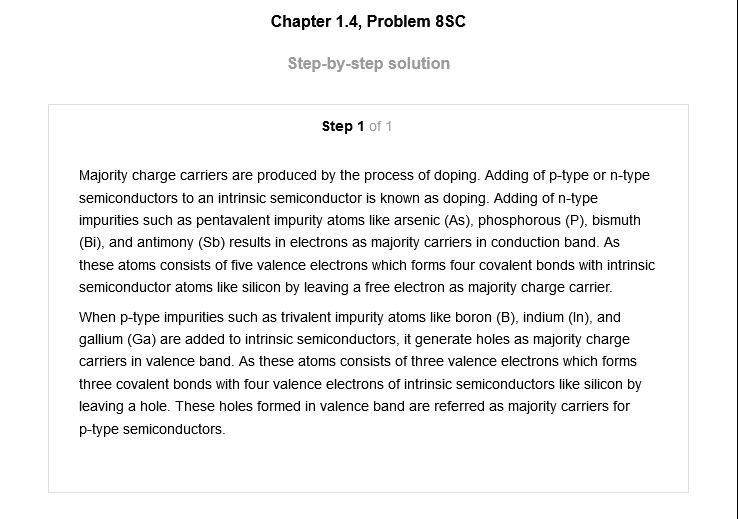 Chapter 1.4, Problem 8SC
Step-by-step solution
Step 1 of 1
Majority charge carriers are produced by the process of doping. Adding of p-type or n-type
semiconductors to an intrinsic semiconductor is known as doping. Adding of n-type
impurities such as pentavalent impurity atoms like arsenic (As), phosphorous (P), bismuth
(Bi), and antimony (Sb) results in electrons as majority carriers in conduction band. As
these atoms consists of five valence electrons which forms four covalent bonds with intrinsic
semiconductor atoms like silicon by leaving a free electron as majority charge carrier.
When p-type impurities such as trivalent impurity atoms like boron (B), indium (In), and
gallium (Ga) are added to intrinsic semiconductors, it generate holes as majority charge
carriers in valence band. As these atoms consists of three valence electrons which forms
three covalent bonds with four valence electrons of intrinsic semiconductors like silicon by
leaving a hole. These holes formed in valence band are referred as majority carriers for
p-type semiconductors.